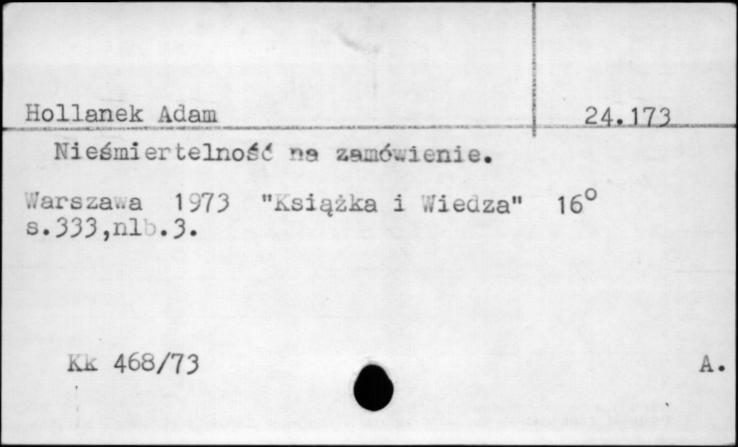 Hollanek Adam 24.173
Nieśmiertelność na zamówienie.
Warszawa 1973 "Książka i Wiedza" 16°
s.333,nlb.3.
Kk 468/73 A.